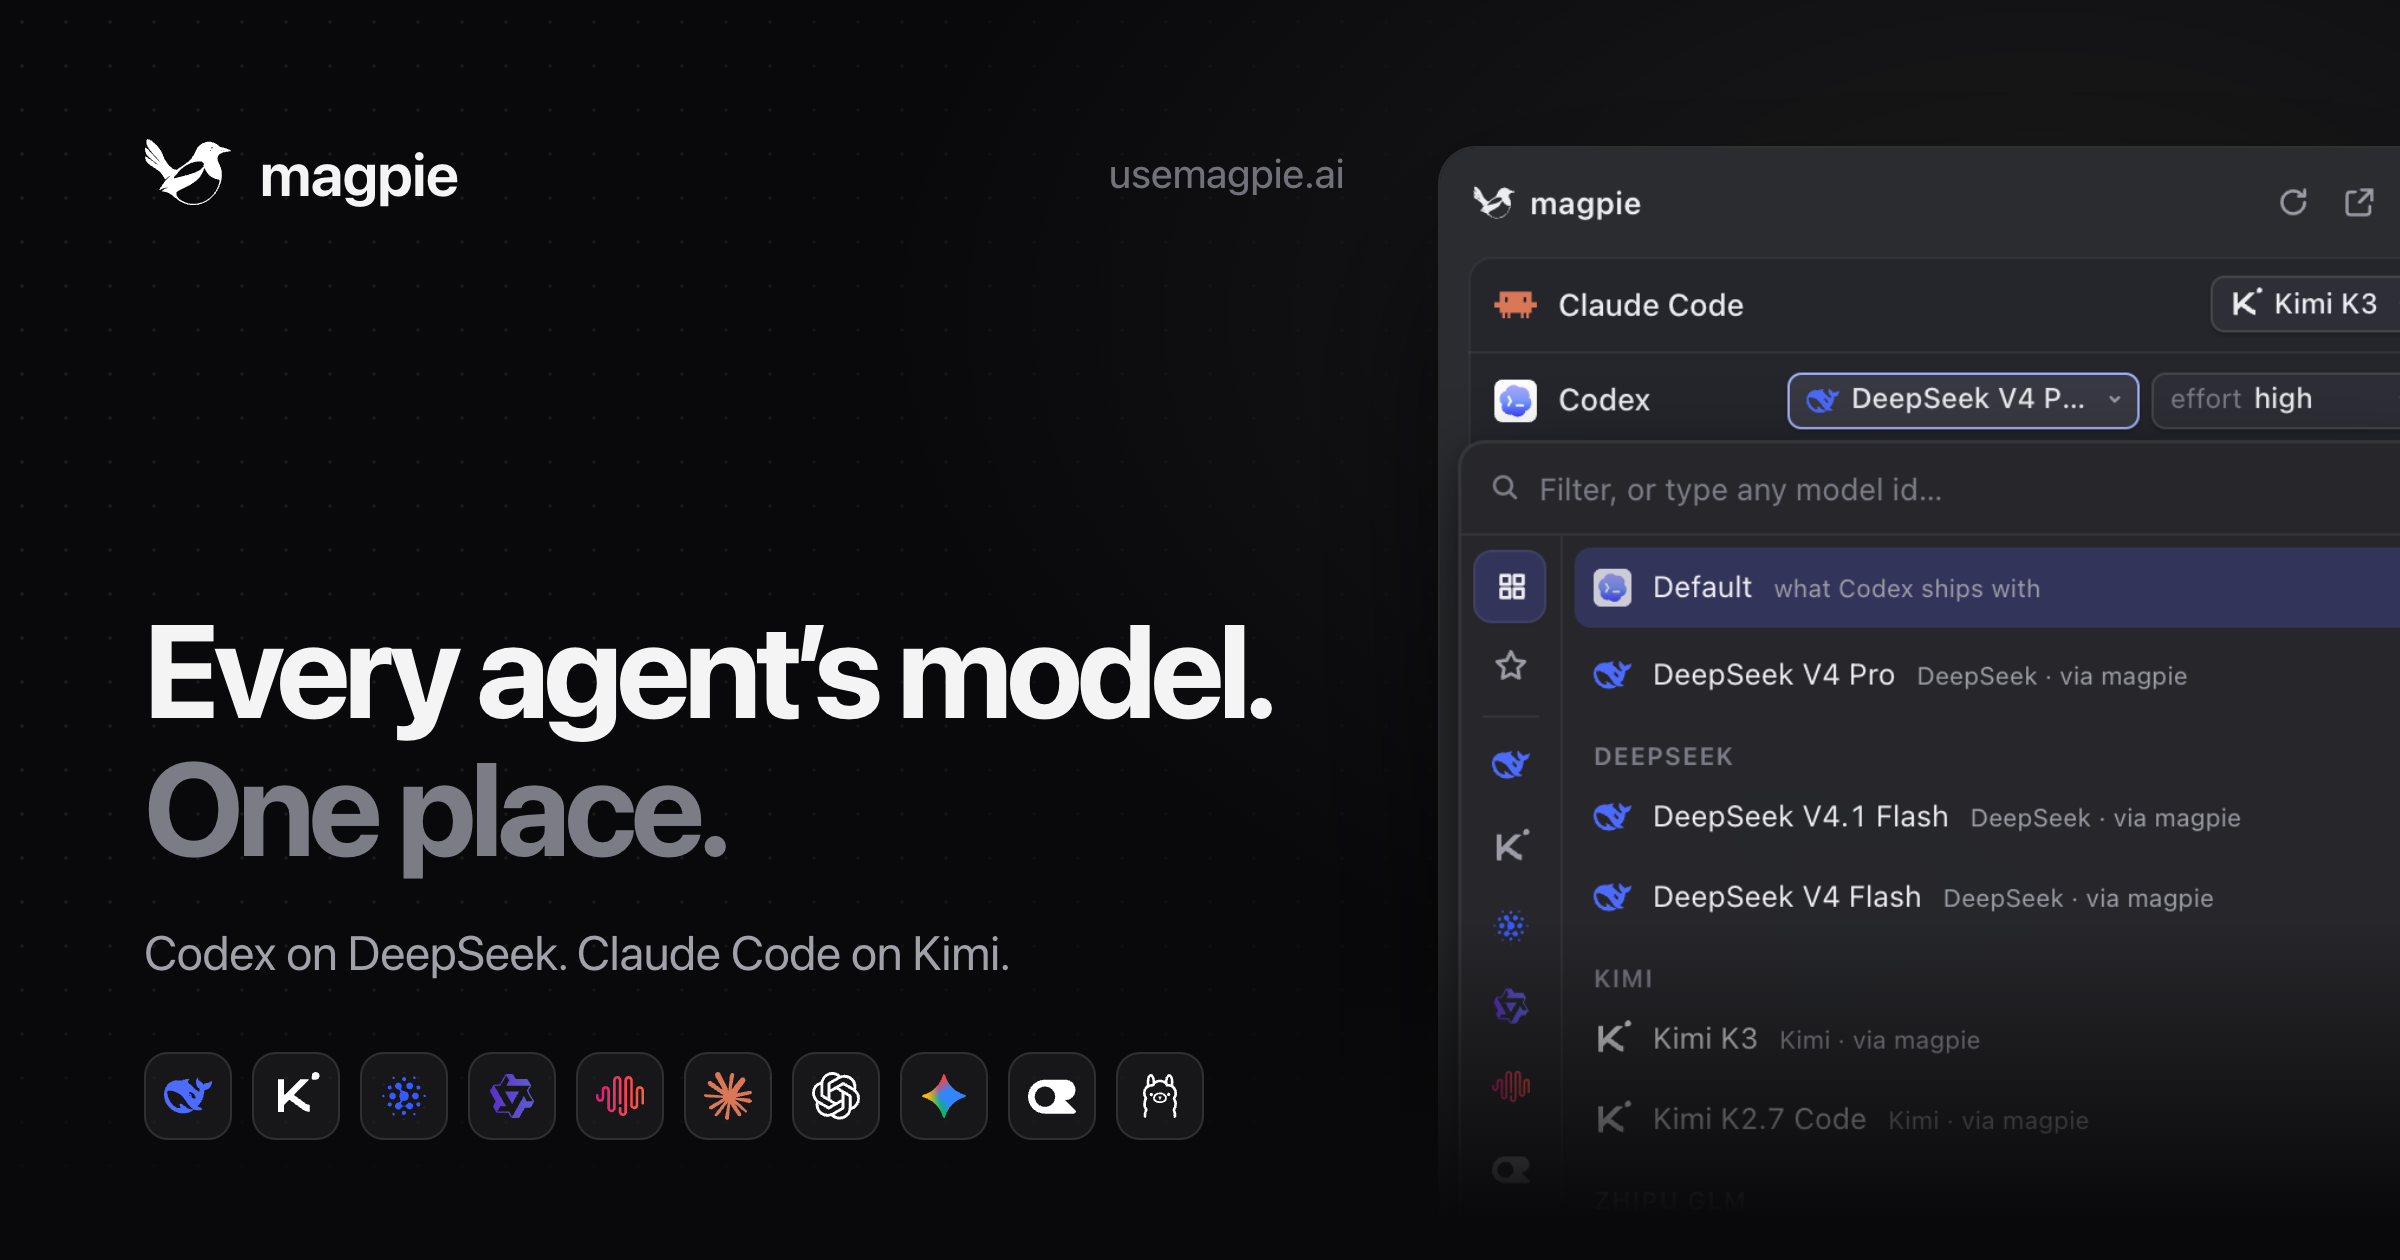 magpie
usemagpie.ai
Every agent’s model.
One place.
Codex on DeepSeek. Claude Code on Kimi.
magpie
Claude Code
Kimi K3
Codex
DeepSeek V4 P...
effort high
Filter, or type any model id...
Default what Codex ships with
DeepSeek V4 Pro DeepSeek · via magpie
DEEPSEEK
DeepSeek V4.1 Flash DeepSeek · via magpie
DeepSeek V4 Flash DeepSeek · via magpie
KIMI
Kimi K3 Kimi · via magpie
Kimi K2.7 Code Kimi · via magpie
ZHIPU GLM